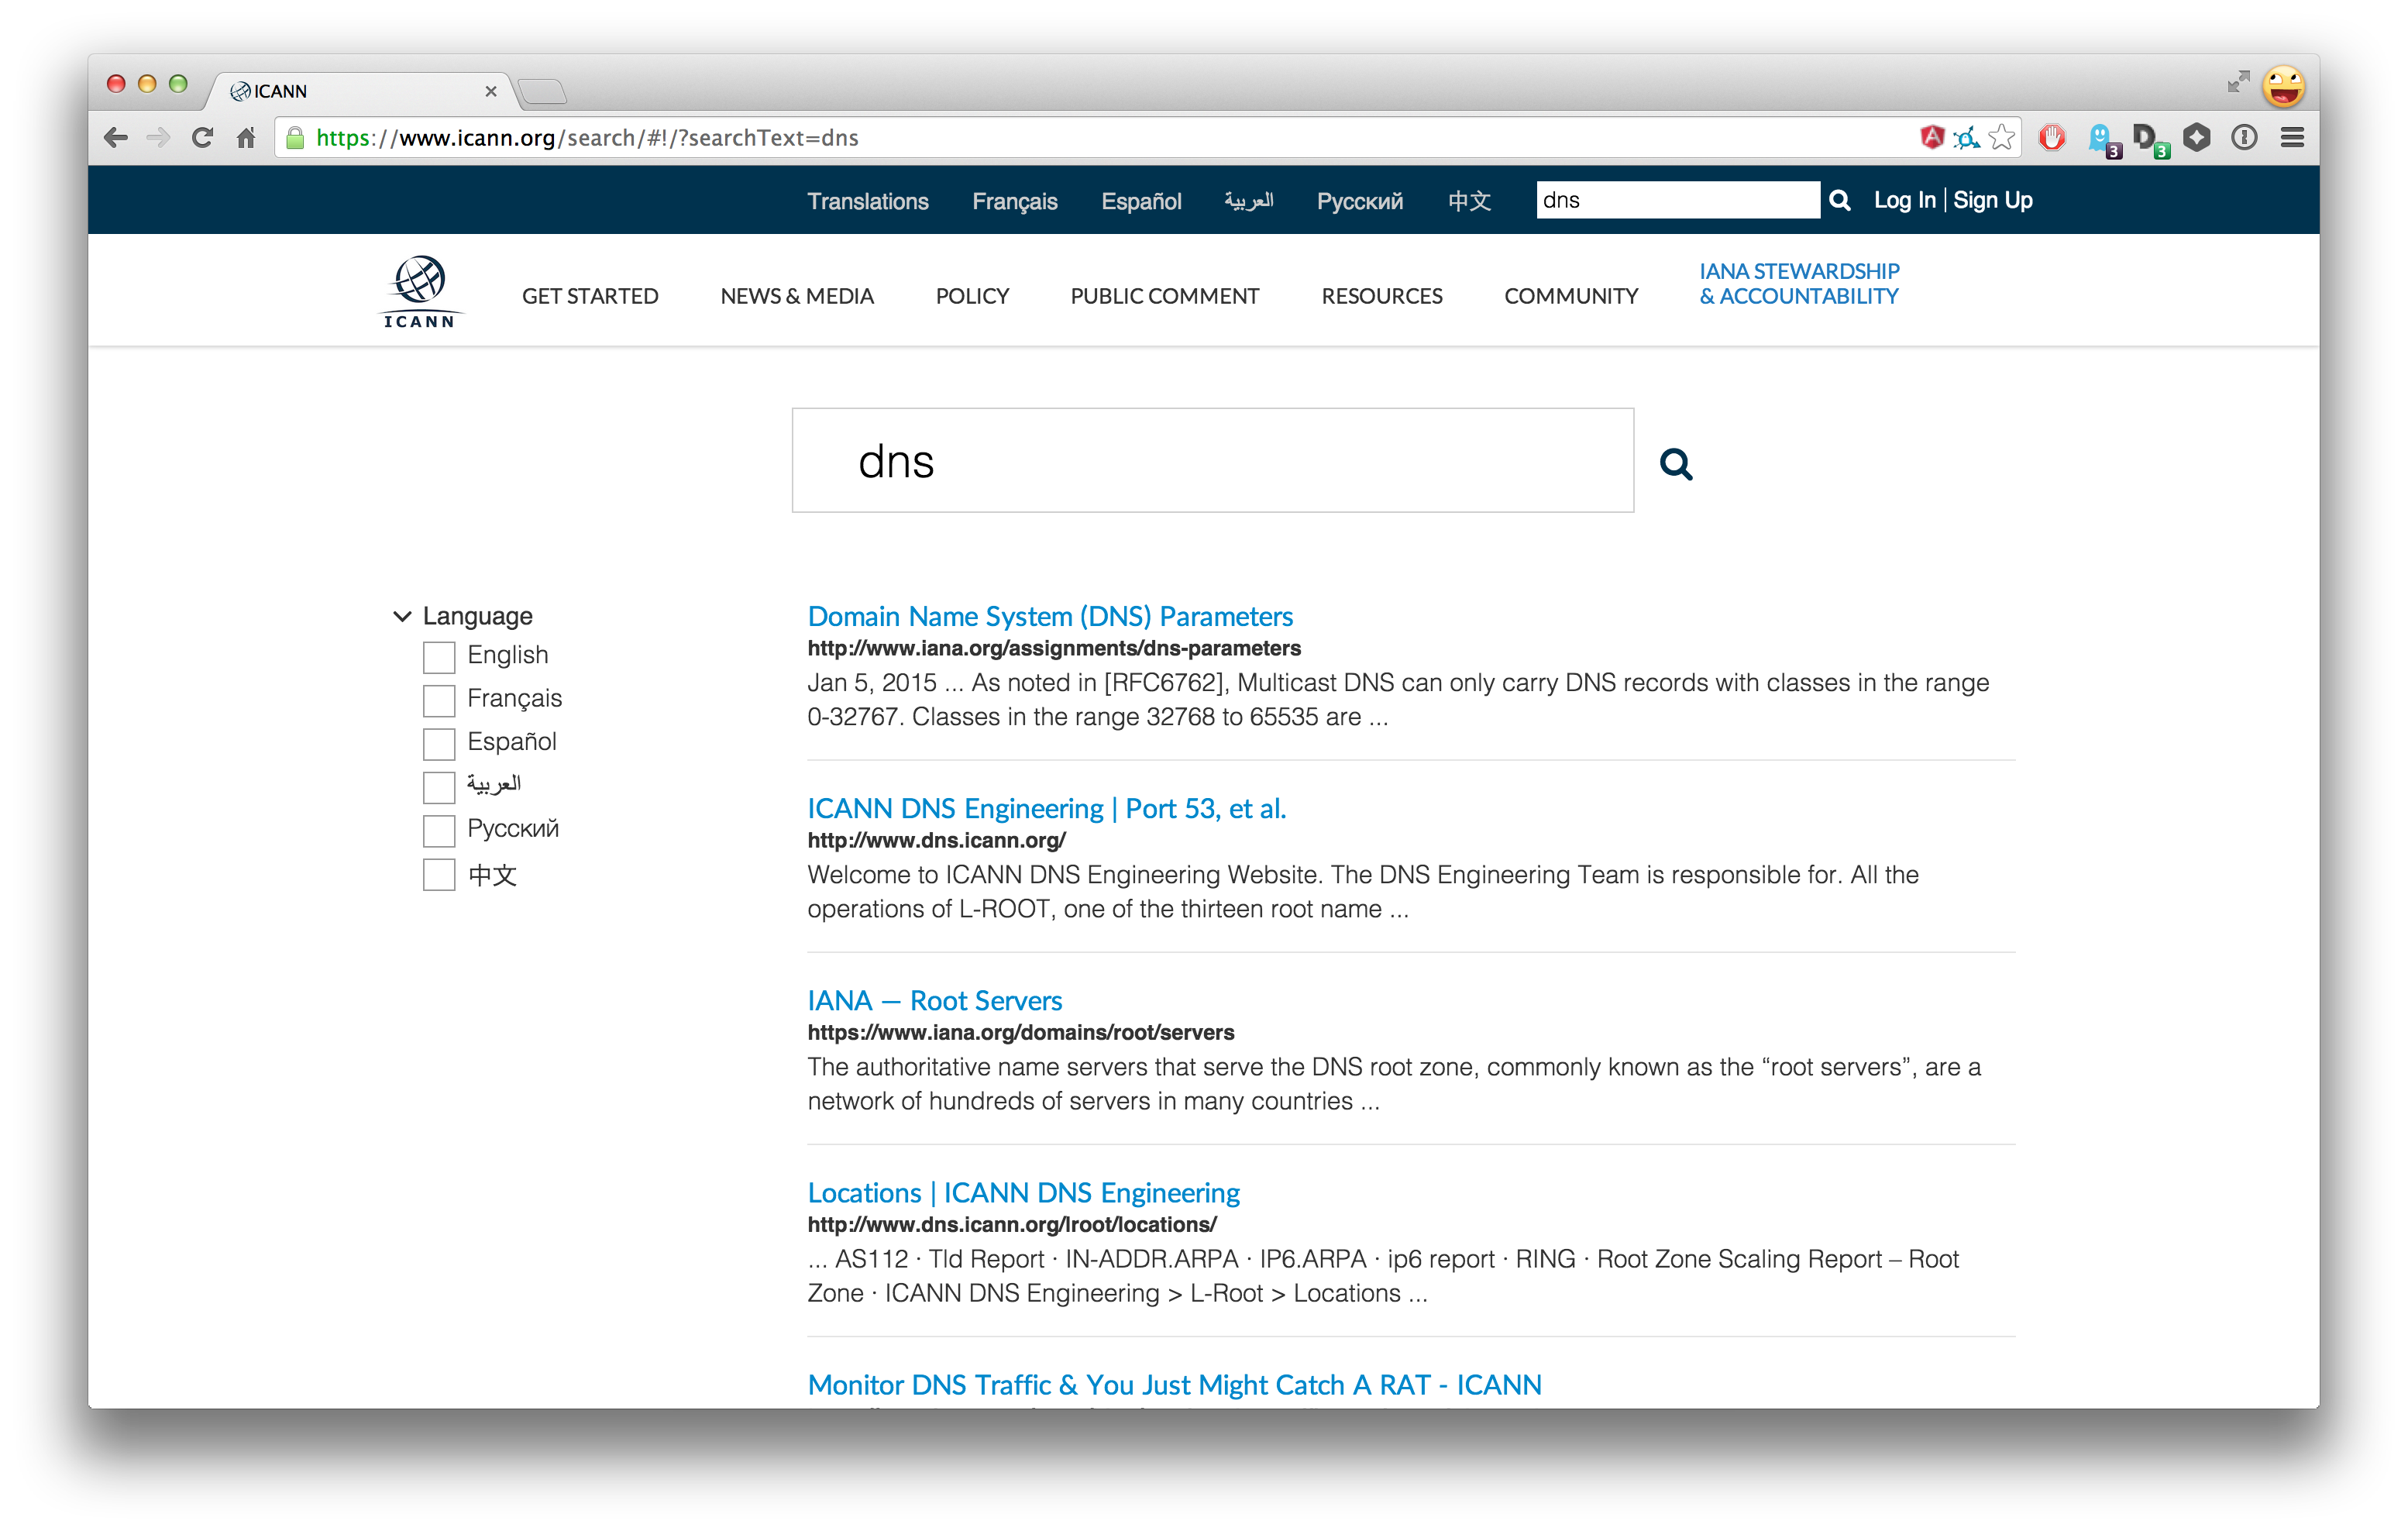 ICANN
https://www.icann.org/search/#!/?searchText=dns
3
3
Translations Français Español العربية Русский 中文 dns Log In | Sign Up
ICANN
GET STARTED NEWS & MEDIA POLICY PUBLIC COMMENT RESOURCES COMMUNITY
IANA STEWARDSHIP
& ACCOUNTABILITY
dns
Language
English
Français
Español
العربية
Русский
中文
Domain Name System (DNS) Parameters
http://www.iana.org/assignments/dns-parameters
Jan 5, 2015 ... As noted in [RFC6762], Multicast DNS can only carry DNS records with classes in the range
0-32767. Classes in the range 32768 to 65535 are ...
ICANN DNS Engineering | Port 53, et al.
http://www.dns.icann.org/
Welcome to ICANN DNS Engineering Website. The DNS Engineering Team is responsible for. All the
operations of L-ROOT, one of the thirteen root name ...
IANA — Root Servers
https://www.iana.org/domains/root/servers
The authoritative name servers that serve the DNS root zone, commonly known as the “root servers”, are a
network of hundreds of servers in many countries ...
Locations | ICANN DNS Engineering
http://www.dns.icann.org/lroot/locations/
... AS112 · Tld Report · IN-ADDR.ARPA · IP6.ARPA · ip6 report · RING · Root Zone Scaling Report – Root
Zone · ICANN DNS Engineering > L-Root > Locations ...
Monitor DNS Traffic & You Just Might Catch A RAT - ICANN